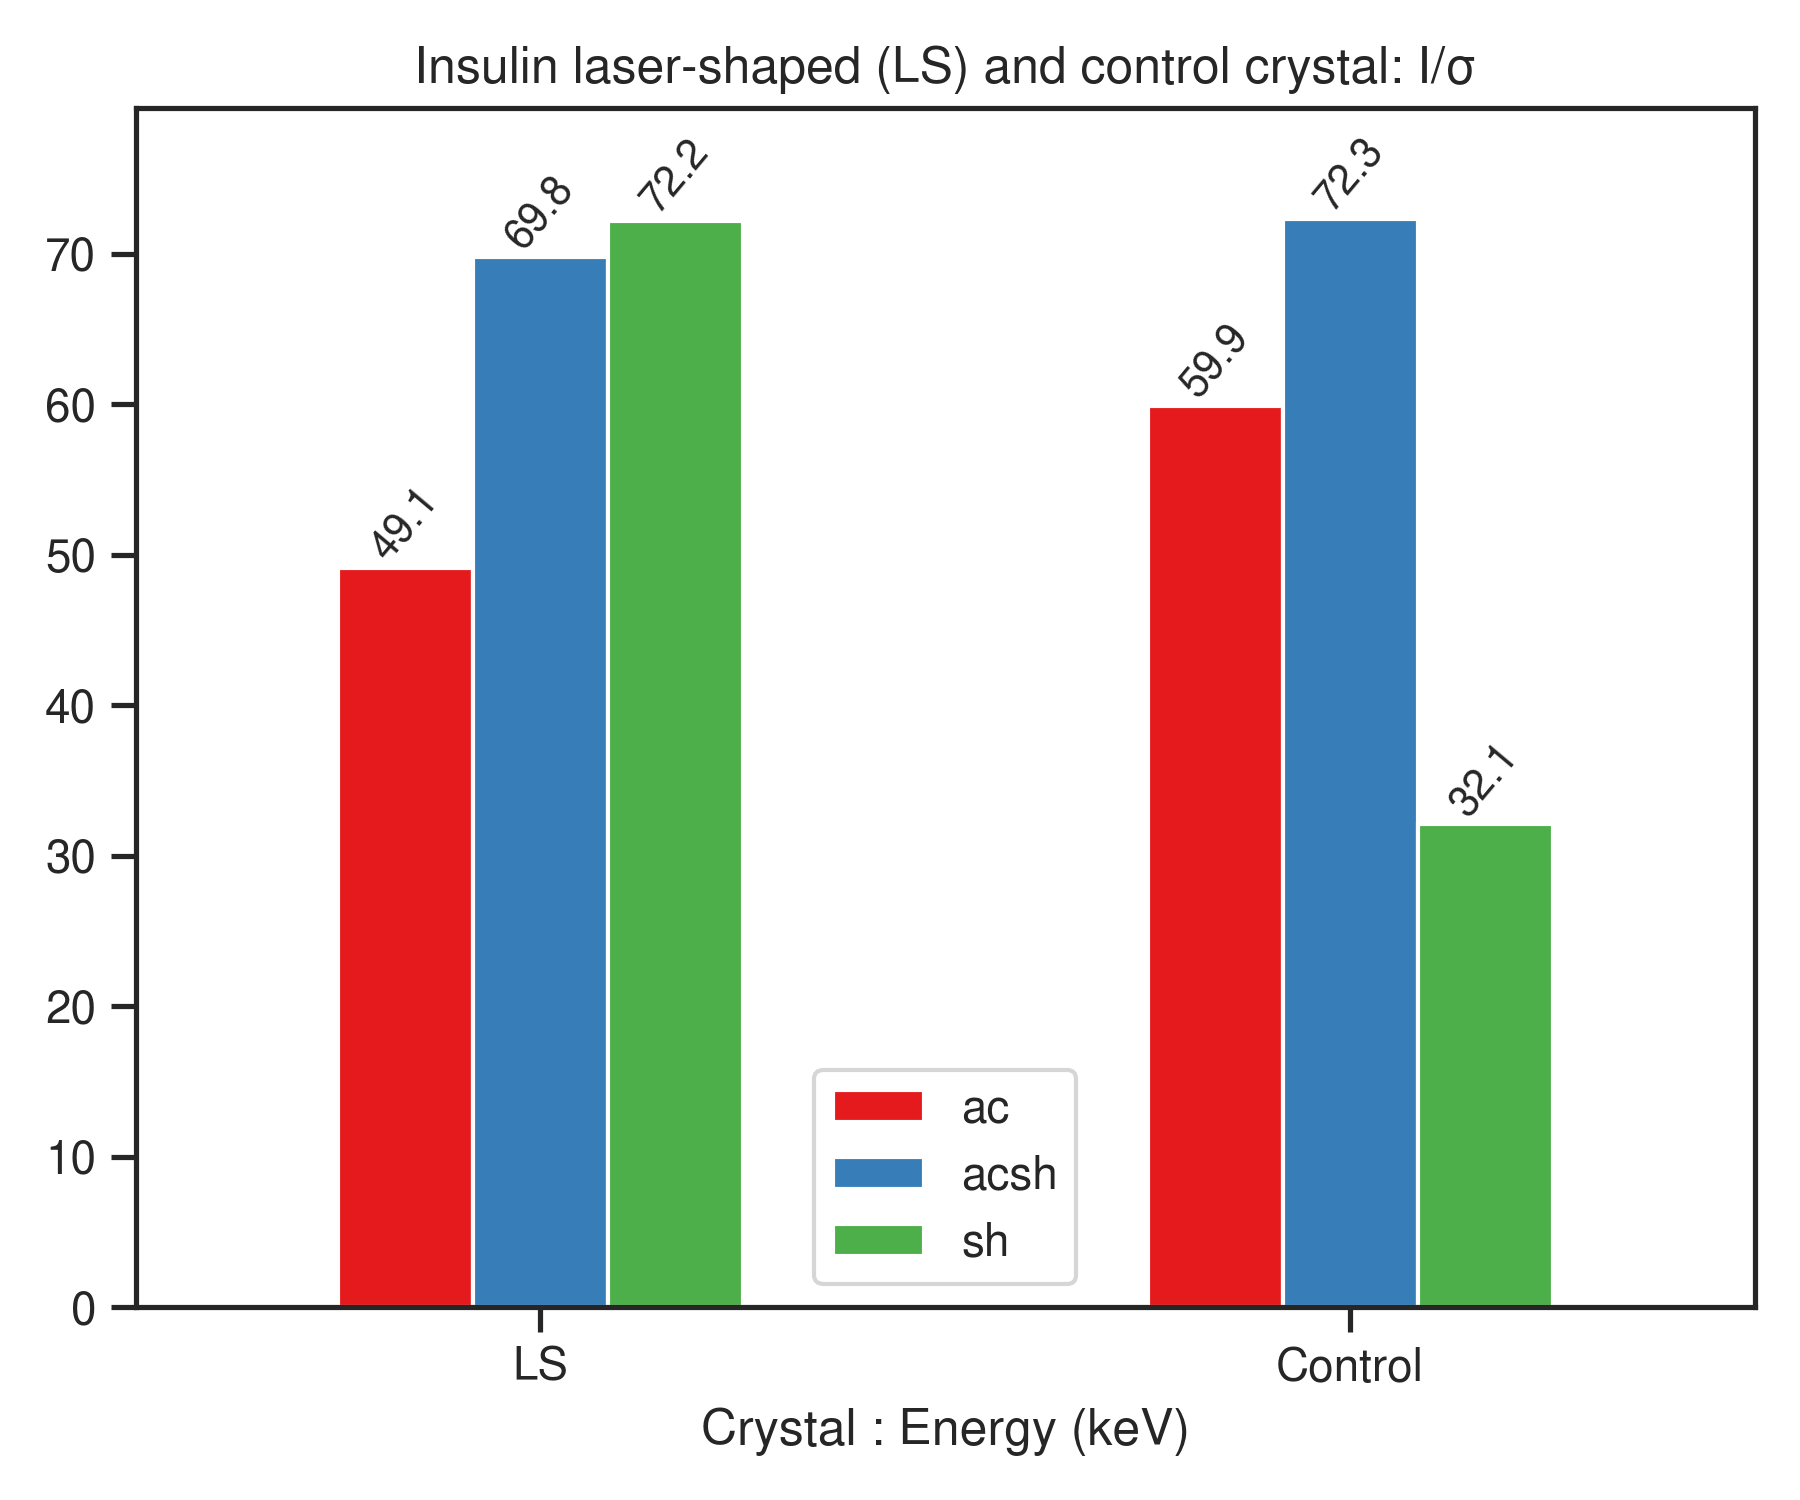 Insulin laser-shaped (LS) and control crystal: I/σ
49.1
69.8
72.2
59.9
72.3
32.1
70
60
50
40
30
20
10
0
ac
acsh
sh
LS
Control
Crystal : Energy (keV)